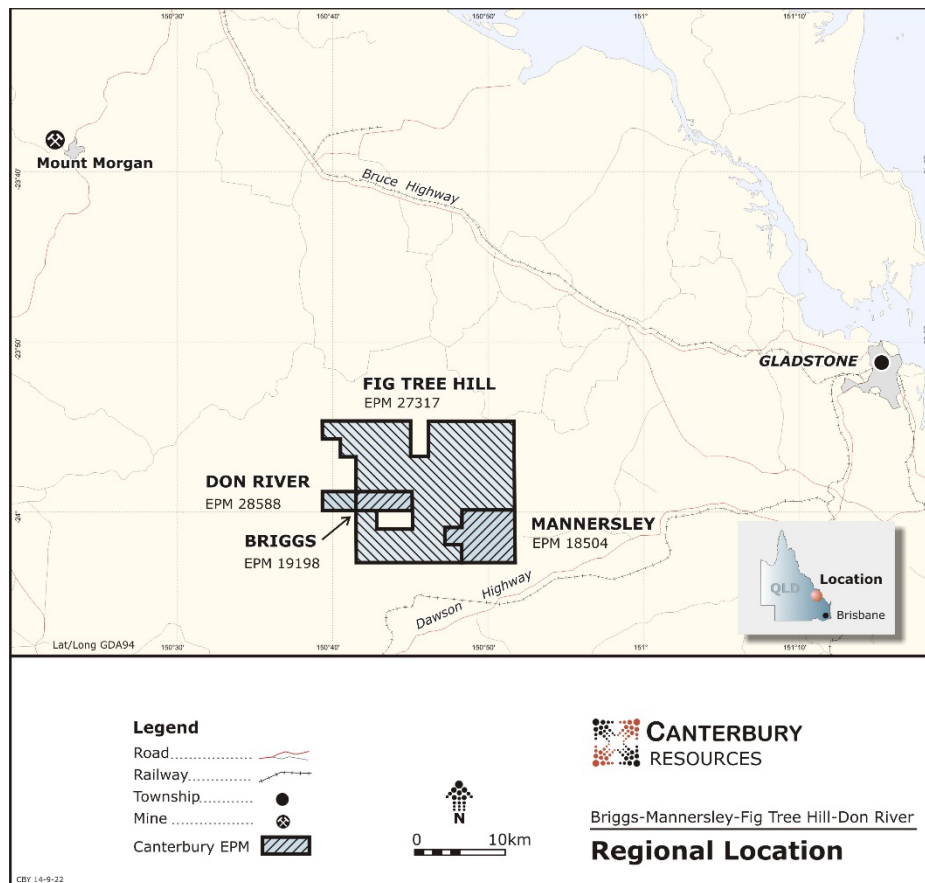 150°30'
150°40'
150°50'
151°
151°10'
Mount Morgan
-23°40'
Bruce Highway
-23°50'
GLADSTONE
FIG TREE HILL
EPM 27317
DON RIVER
EPM 28588
-24°
BRIGGS
EPM 19198
MANNERSLEY
EPM 18504
Dawson Highway
QLD
Location
Brisbane
Lat/Long GDA94
150°30'
150°40'
150°50'
151°
151°10'
Legend
Road
Railway
Township
Mine
Canterbury EPM
N
0 10km
CANTERBURY
RESOURCES
Briggs-Mannersley-Fig Tree Hill-Don River
Regional Location
CBY 14-9-22